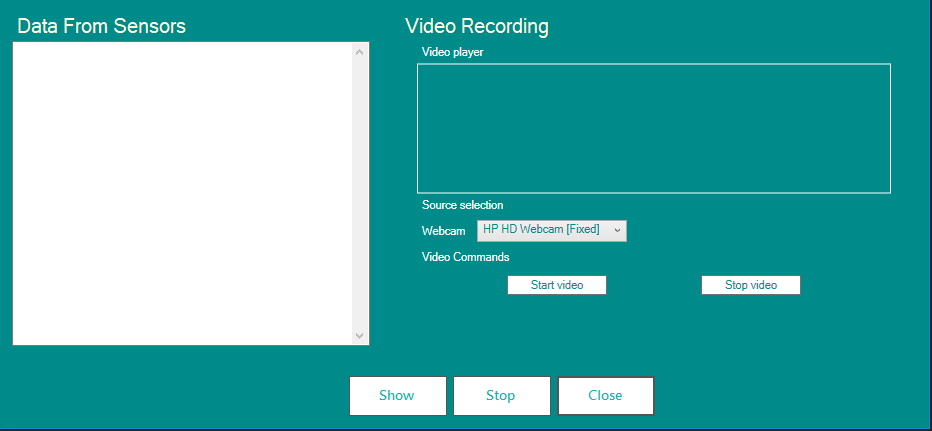 Data From Sensors
Video Recording
Video player
Source selection
Webcam HP HD Webcam [Fixed]
Video Commands
Start video Stop video
Show Stop Close